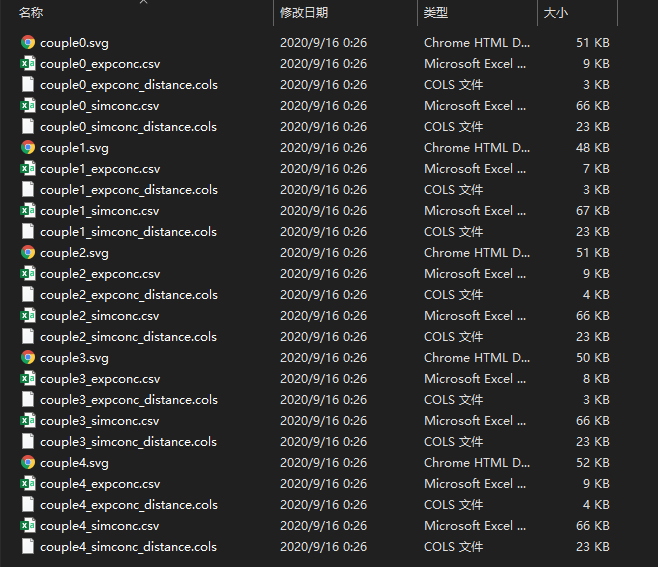 名称 修改日期 类型 大小
couple0.svg 2020/9/16 0:26 Chrome HTML D... 51 KB
couple0_expconc.csv 2020/9/16 0:26 Microsoft Excel ... 9 KB
couple0_expconc_distance.cols 2020/9/16 0:26 COLS 文件 3 KB
couple0_simconc.csv 2020/9/16 0:26 Microsoft Excel ... 66 KB
couple0_simconc_distance.cols 2020/9/16 0:26 COLS 文件 23 KB
couple1.svg 2020/9/16 0:26 Chrome HTML D... 48 KB
couple1_expconc.csv 2020/9/16 0:26 Microsoft Excel ... 7 KB
couple1_expconc_distance.cols 2020/9/16 0:26 COLS 文件 3 KB
couple1_simconc.csv 2020/9/16 0:26 Microsoft Excel ... 67 KB
couple1_simconc_distance.cols 2020/9/16 0:26 COLS 文件 23 KB
couple2.svg 2020/9/16 0:26 Chrome HTML D... 51 KB
couple2_expconc.csv 2020/9/16 0:26 Microsoft Excel ... 9 KB
couple2_expconc_distance.cols 2020/9/16 0:26 COLS 文件 4 KB
couple2_simconc.csv 2020/9/16 0:26 Microsoft Excel ... 66 KB
couple2_simconc_distance.cols 2020/9/16 0:26 COLS 文件 23 KB
couple3.svg 2020/9/16 0:26 Chrome HTML D... 50 KB
couple3_expconc.csv 2020/9/16 0:26 Microsoft Excel ... 8 KB
couple3_expconc_distance.cols 2020/9/16 0:26 COLS 文件 3 KB
couple3_simconc.csv 2020/9/16 0:26 Microsoft Excel ... 66 KB
couple3_simconc_distance.cols 2020/9/16 0:26 COLS 文件 23 KB
couple4.svg 2020/9/16 0:26 Chrome HTML D... 52 KB
couple4_expconc.csv 2020/9/16 0:26 Microsoft Excel ... 9 KB
couple4_expconc_distance.cols 2020/9/16 0:26 COLS 文件 4 KB
couple4_simconc.csv 2020/9/16 0:26 Microsoft Excel ... 66 KB
couple4_simconc_distance.cols 2020/9/16 0:26 COLS 文件 23 KB